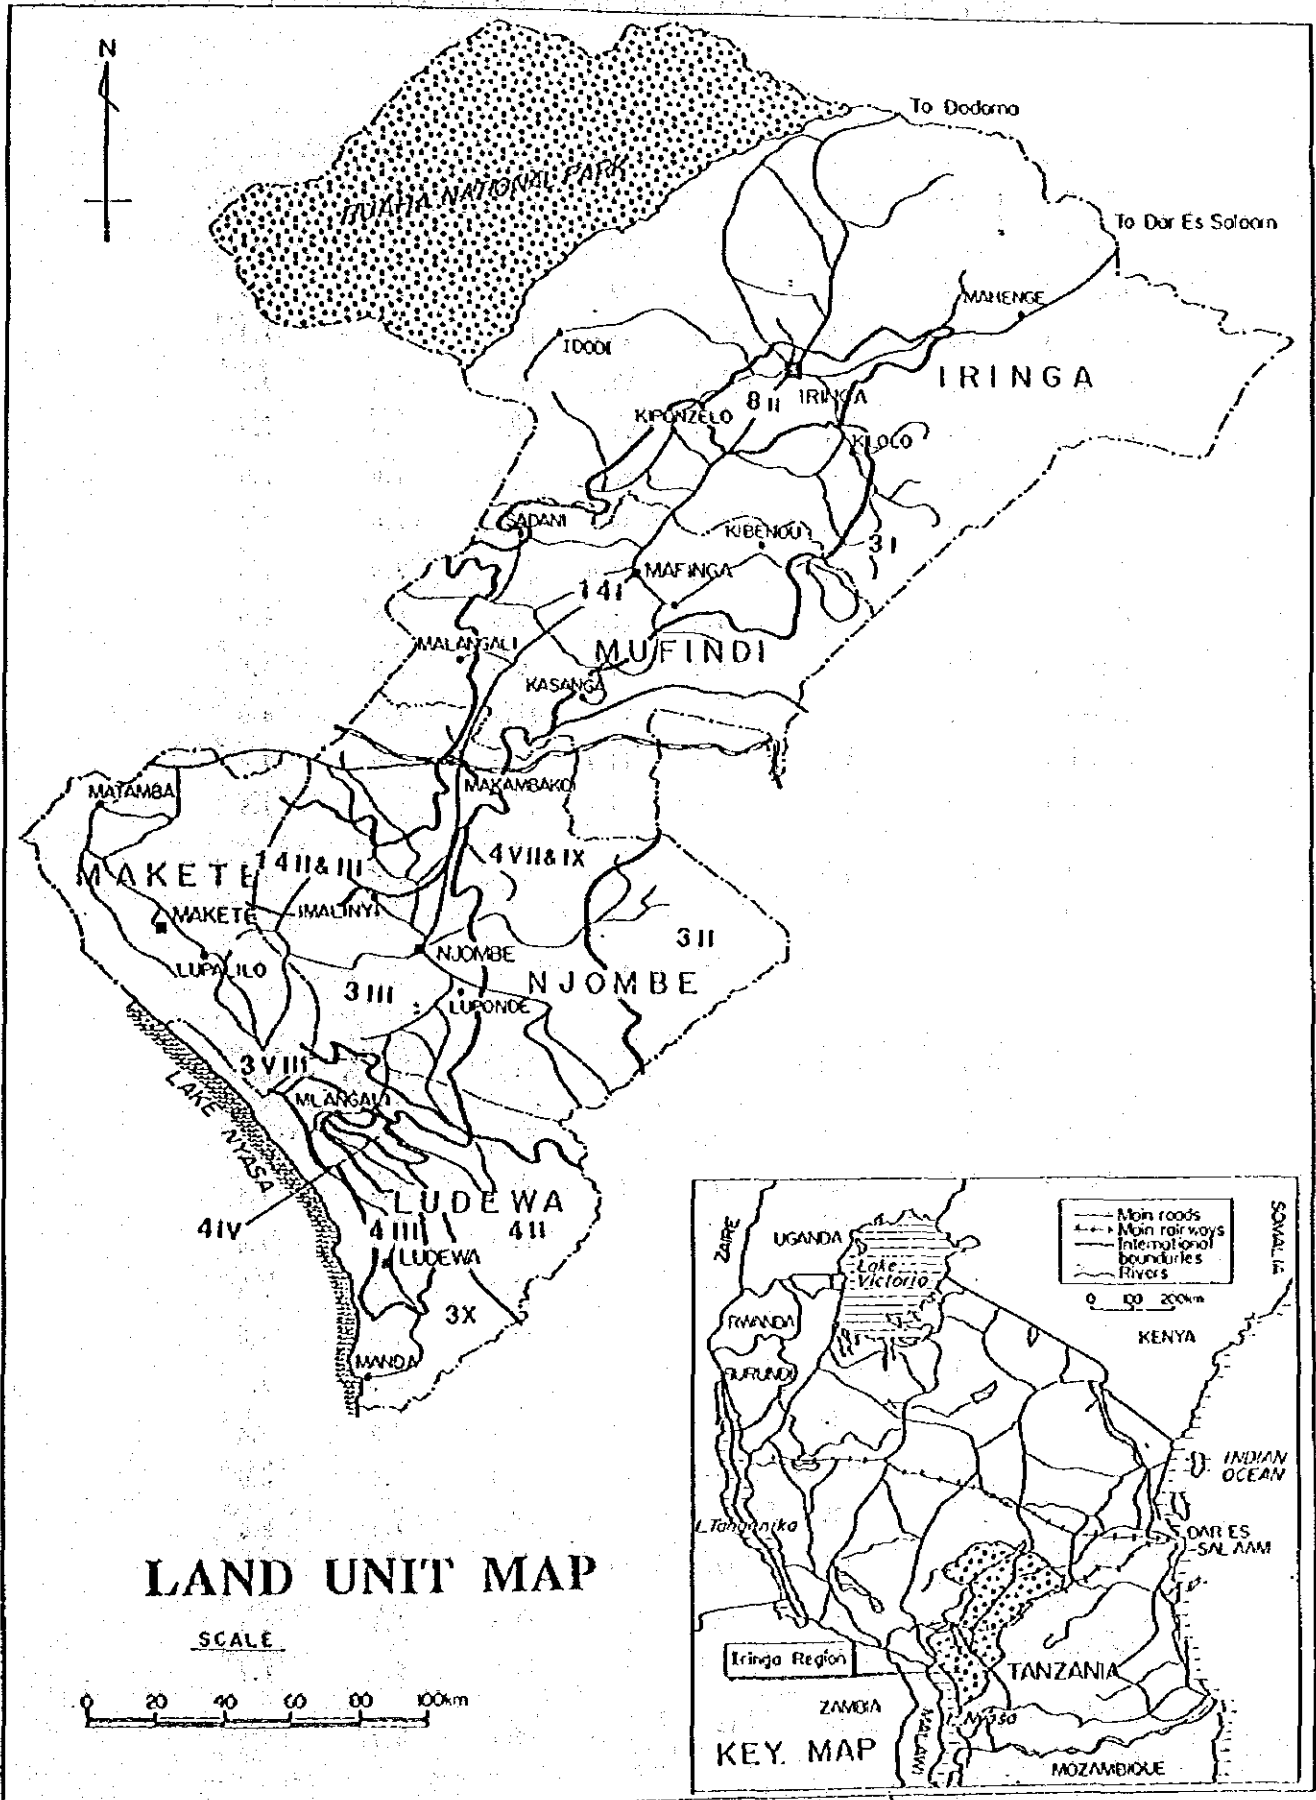 N
To Dodoma
RUAHA NATIONAL PARK
To Dar Es Salaam
MAHENGE
IDODI
IRINGA
8 II
IRINGA
KIPONZELO
KILOLO
SADANI
KIBENOU
3 I
MAFINGA
14 I
MALANGALI
MUFINDI
KASANGA
MATAMBA
MAKAMBAKO
4 VII & IX
MAKETE
14 II & III
MAKETE
IMALINYI
3 II
NJOMBE
LUPALILO
NJOMBE
3 III
LUPONDE
3 VIII
MLANGALI
LAKE NYASA
LUDEWA
4 IV
4 III
4 II
LUDEWA
3 X
MANDA
LAND UNIT MAP
SCALE
0 20 40 60 80 100km
ZAIRE
UGANDA
Lake
Victoria
Main roads
Main railways
International
boundaries
Rivers
0 100 200km
SOMALIA
RWANDA
KENYA
BURUNDI
INDIAN
OCEAN
L. Tanganika
DAR ES
SALAAM
Iringa Region
TANZANIA
ZAMBIA
MALAWI
L. Nyasa
KEY. MAP
MOZAMBIQUE